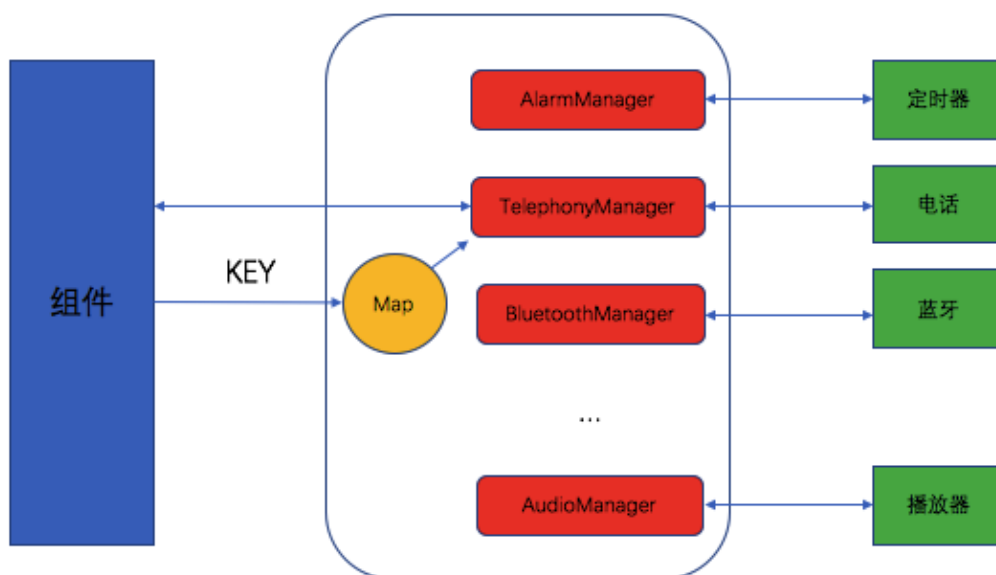 AlarmManager
定时器
TelephonyManager
电话
KEY
组件
Map
BluetoothManager
蓝牙
...
AudioManager
播放器